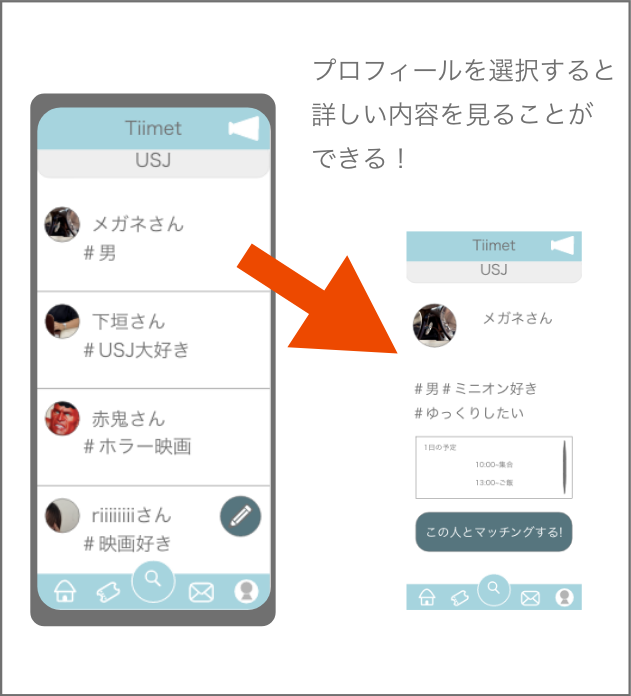 プロフィールを選択すると
詳しい内容を見ることが
できる！
Tiimet
USJ
メガネさん
#男
下垣さん
#USJ大好き
赤鬼さん
#ホラー映画
riiiiiiiiさん
#映画好き
Tiimet
USJ
メガネさん
#男#ミニオン好き
#ゆっくりしたい
1日の予定
10:00~集合
13:00~ご飯
この人とマッチングする!